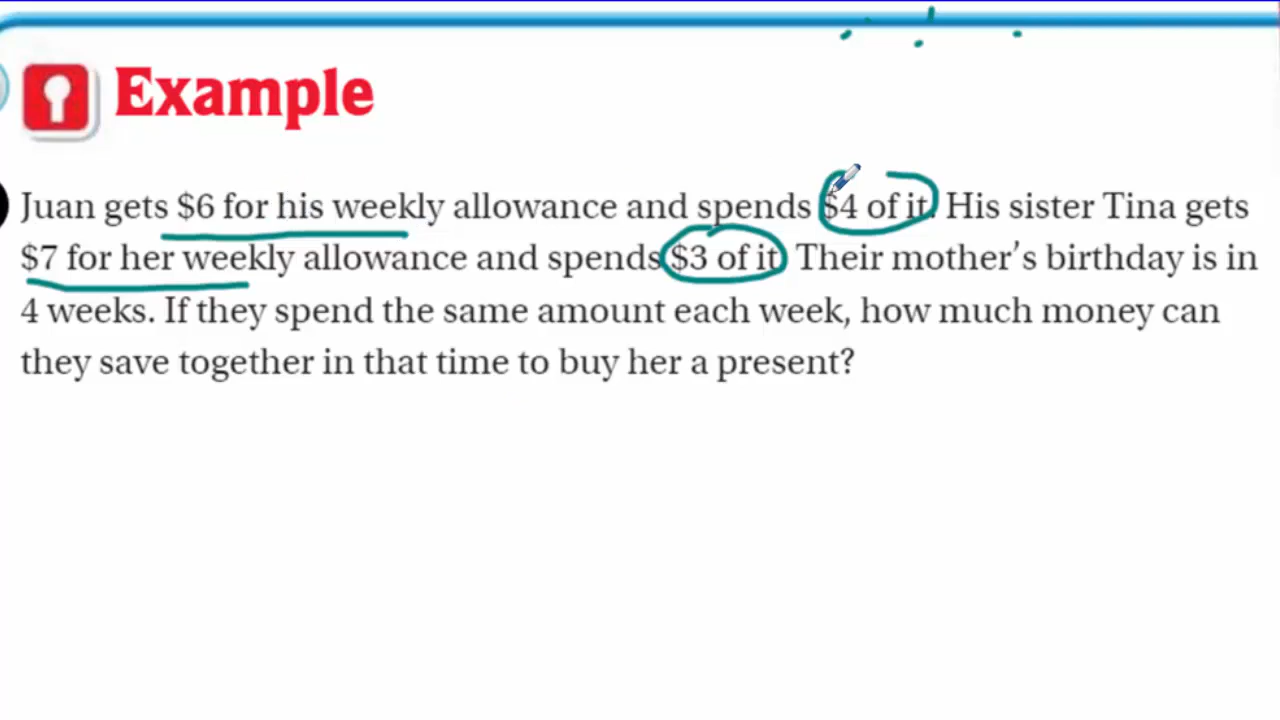 Example
Juan gets $6 for his weekly allowance and spends $4 of it. His sister Tina gets
$7 for her weekly allowance and spends $3 of it. Their mother's birthday is in
4 weeks. If they spend the same amount each week, how much money can
they save together in that time to buy her a present?